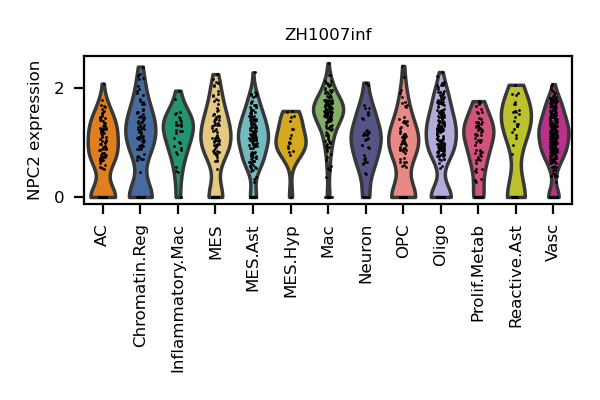 ZH1007inf
NPC2 expression
2
0
AC
Chromatin.Reg
Inflammatory.Mac
MES
MES.Ast
MES.Hyp
Mac
Neuron
OPC
Oligo
Prolif.Metab
Reactive.Ast
Vasc